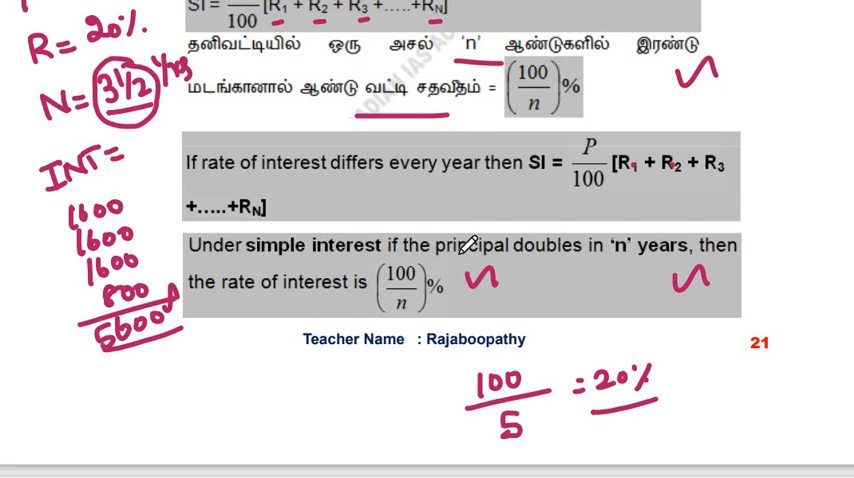 SI = 100 [R1 + R2 + R3 +.....+RN]
R = 20%.
தனிவட்டியில் ஒரு அசல் 'n' ஆண்டுகளில் இரண்டு
N = 3 1/2 yrs
மடங்கானால் ஆண்டு வட்டி சதவீதம் = (100/n)%
INT =
If rate of interest differs every year then SI = P/100 [R1 + R2 + R3
+.....+RN]
1600
1600
1600
800
5600
Under simple interest if the principal doubles in 'n' years, then
the rate of interest is (100/n)%
Teacher Name : Rajaboopathy
21
100/5 = 20%